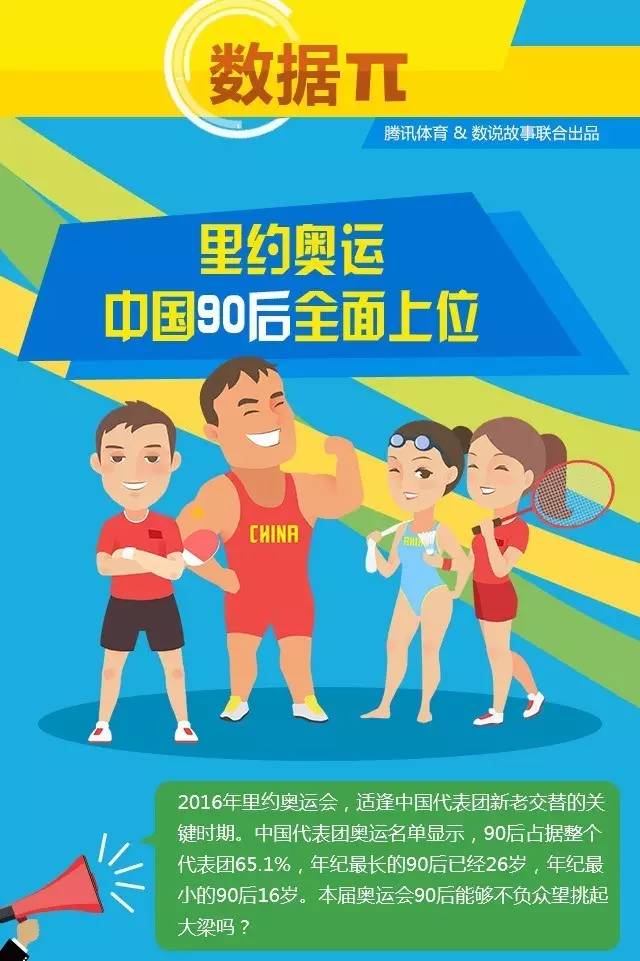 数据π
腾讯体育 & 数说故事联合出品
里约奥运
中国90后全面上位
CHINA
2016年里约奥运会，适逢中国代表团新老交替的关
键时期。中国代表团奥运名单显示，90后占据整个
代表团65.1%，年纪最长的90后已经26岁，年纪最
小的90后16岁。本届奥运会90后能够不负众望挑起
大梁吗？